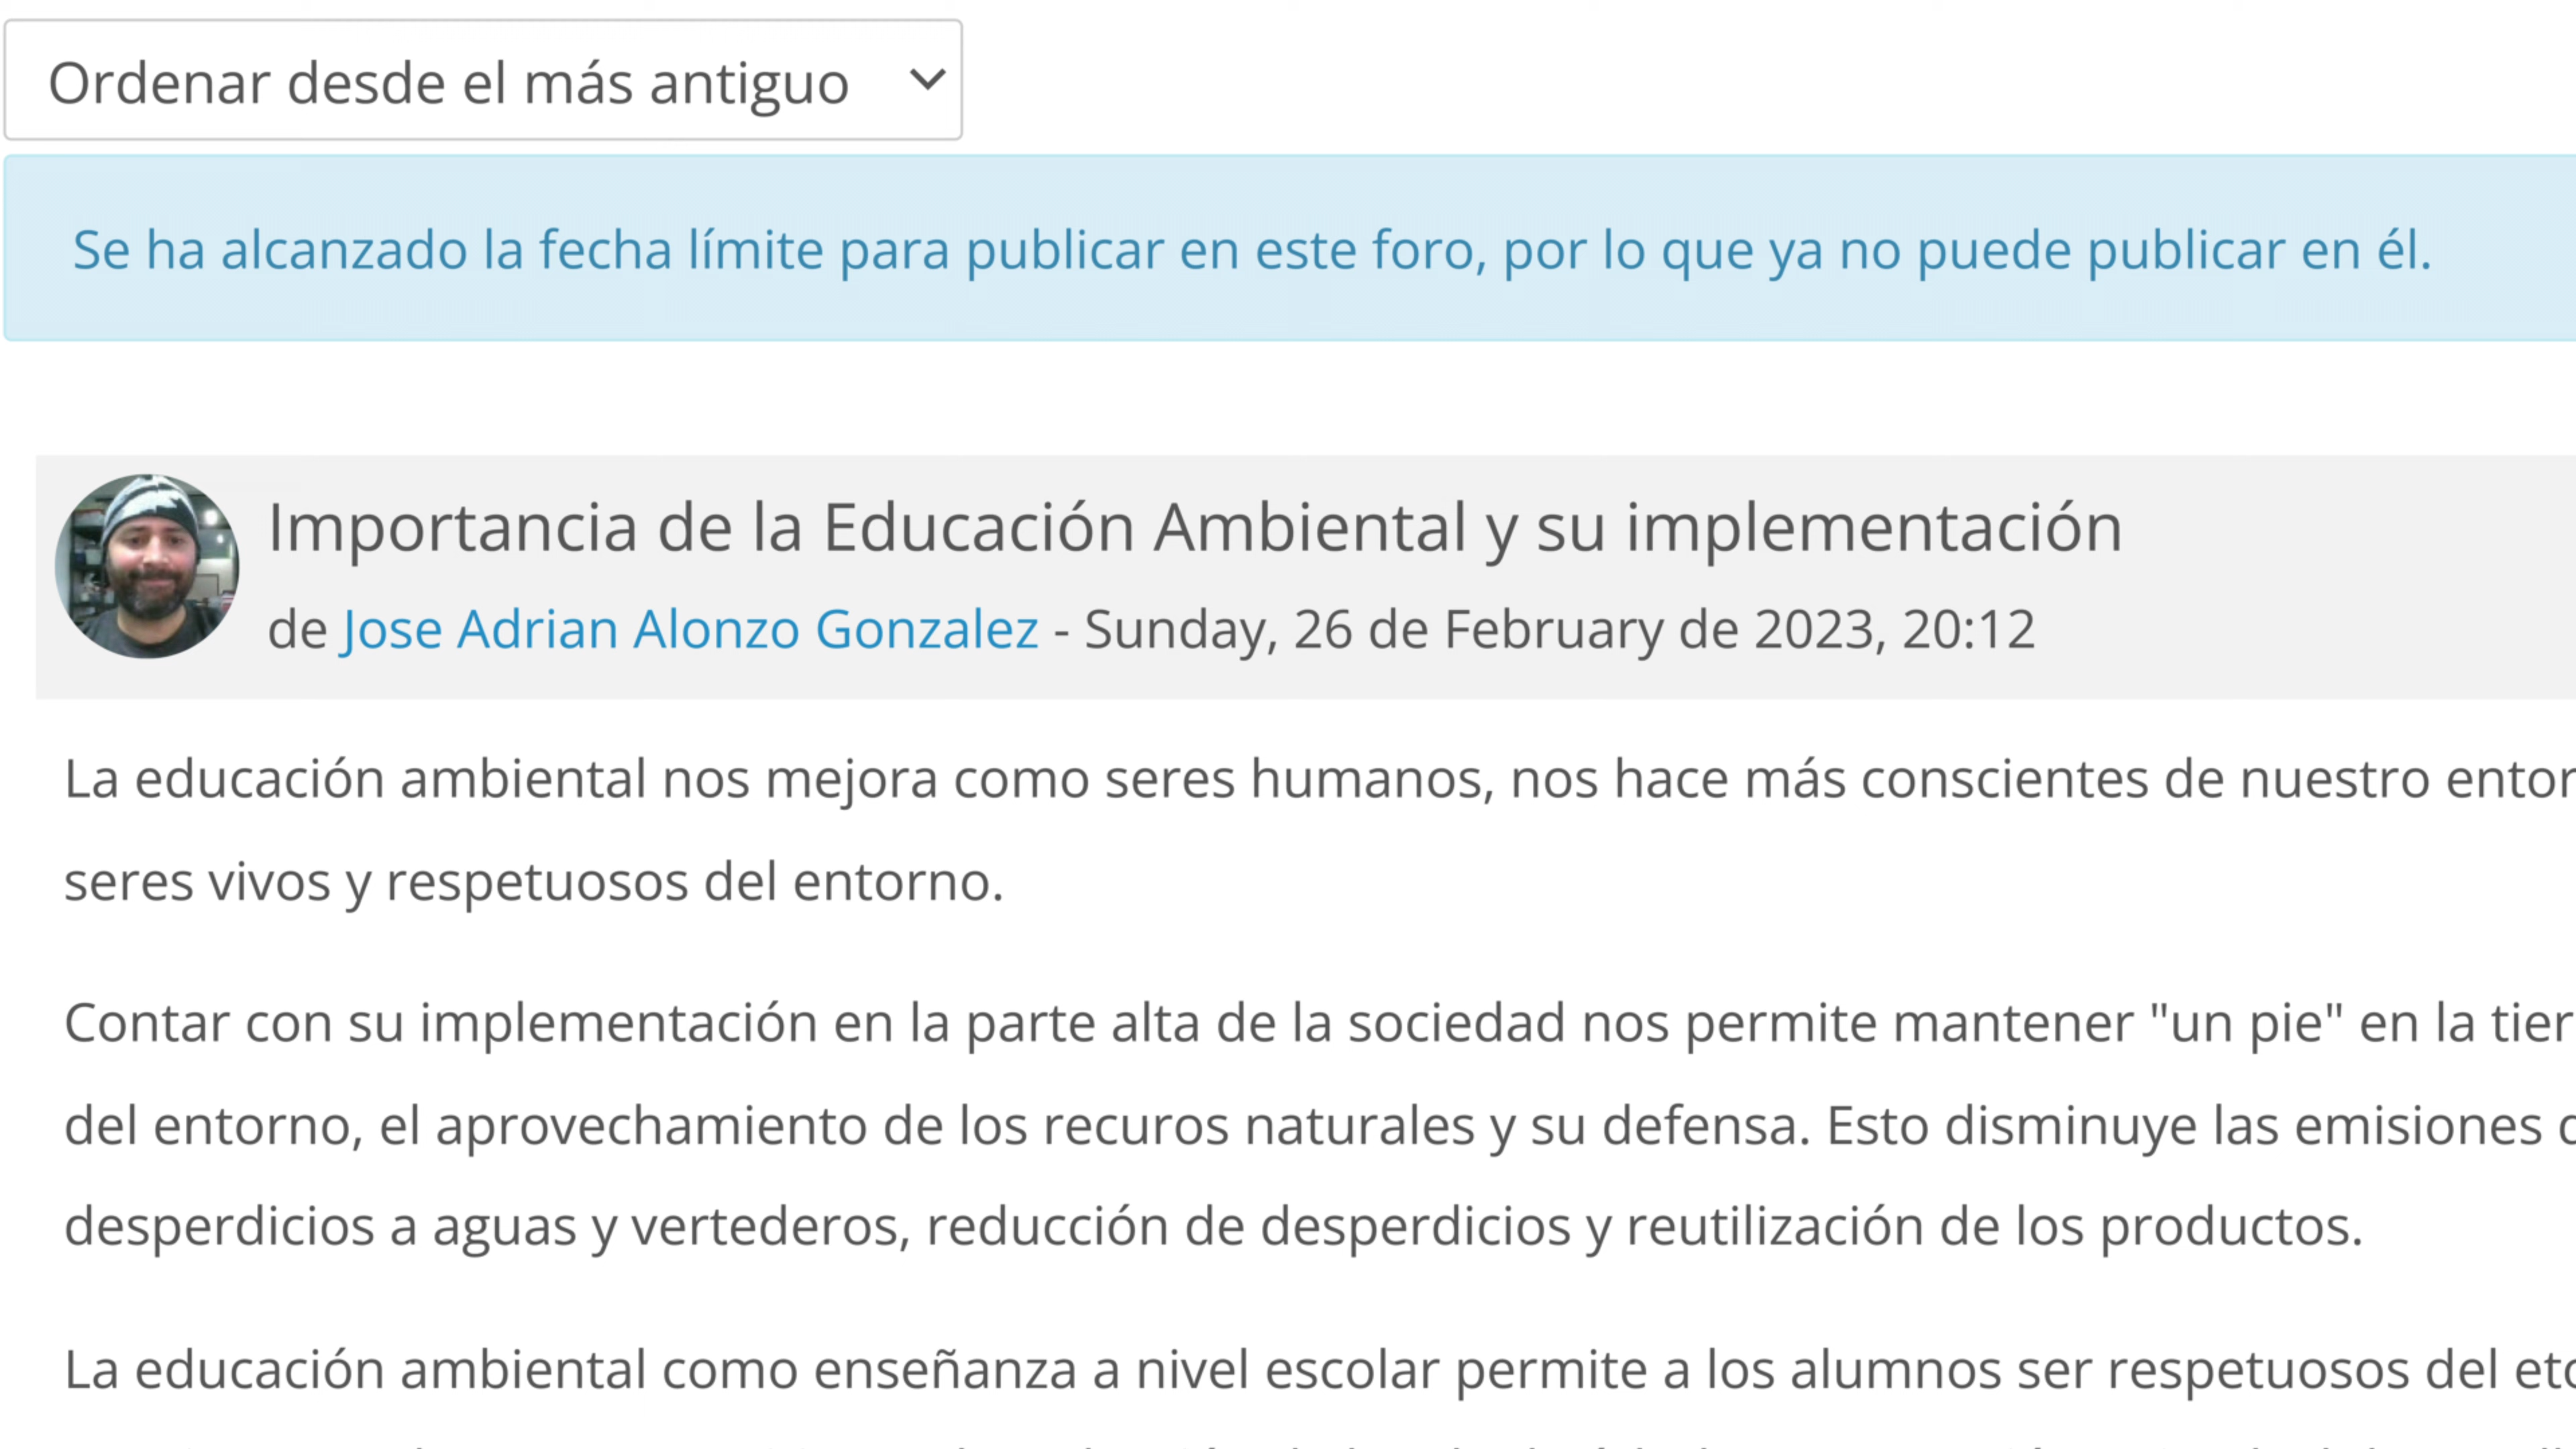 Ordenar desde el más antiguo
Se ha alcanzado la fecha límite para publicar en este foro, por lo que ya no puede publicar en él.
Importancia de la Educación Ambiental y su implementación
de Jose Adrian Alonzo Gonzalez - Sunday, 26 de February de 2023, 20:12
La educación ambiental nos mejora como seres humanos, nos hace más conscientes de nuestro
seres vivos y respetuosos del entorno.
Contar con su implementación en la parte alta de la sociedad nos permite mantener "un pie" en la
del entorno, el aprovechamiento de los recuros naturales y su defensa. Esto disminuye las emisiones
desperdicios a aguas y vertederos, reducción de desperdicios y reutilización de los productos.
La educación ambiental como enseñanza a nivel escolar permite a los alumnos ser respetuosos del